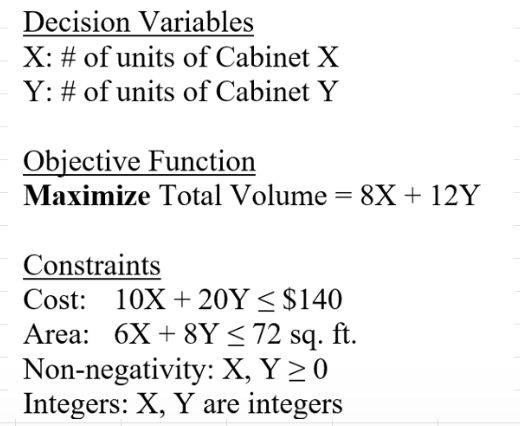 Decision Variables
X: # of units of Cabinet X
Y: # of units of Cabinet Y
Objective Function
Maximize Total Volume = 8X + 12Y
Constraints
Cost: 10X + 20Y ≤ $140
Area: 6X + 8Y ≤ 72 sq. ft.
Non-negativity: X, Y ≥ 0
Integers: X, Y are integers